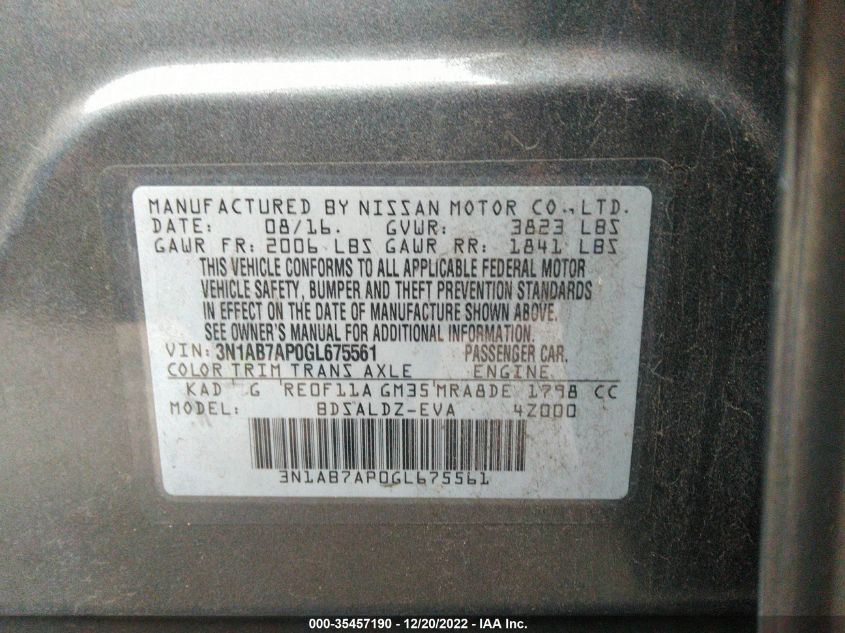 MANUFACTURED BY NISSAN MOTOR CO., LTD.
DATE: 08/16. GVWR: 3823 LBS
GAWR FR: 2006 LBS GAWR RR: 1841 LBS
THIS VEHICLE CONFORMS TO ALL APPLICABLE FEDERAL MOTOR
VEHICLE SAFETY, BUMPER AND THEFT PREVENTION STANDARDS
IN EFFECT ON THE DATE OF MANUFACTURE SHOWN ABOVE.
SEE OWNER'S MANUAL FOR ADDITIONAL INFORMATION.
VIN: 3N1AB7AP0GL675561 PASSENGER CAR.
COLOR TRIM TRANS AXLE ENGINE
KAD G RE0F11A GM35 MRA8DE 1798 CC
MODEL: BDSALDZ-EVA 4Z000
3N1AB7AP0GL675561
000-35457190 - 12/20/2022 - IAA Inc.